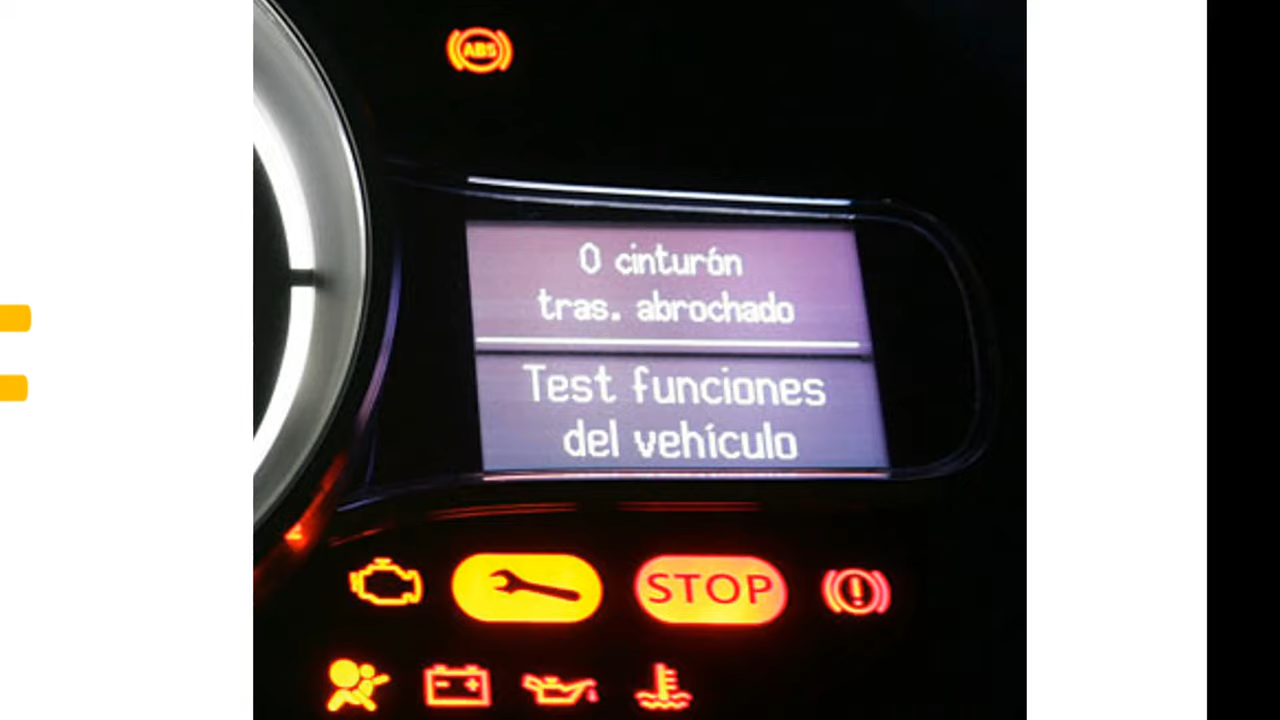 ABS
0 cinturón
tras. abrochado
Test funciones
del vehículo
STOP